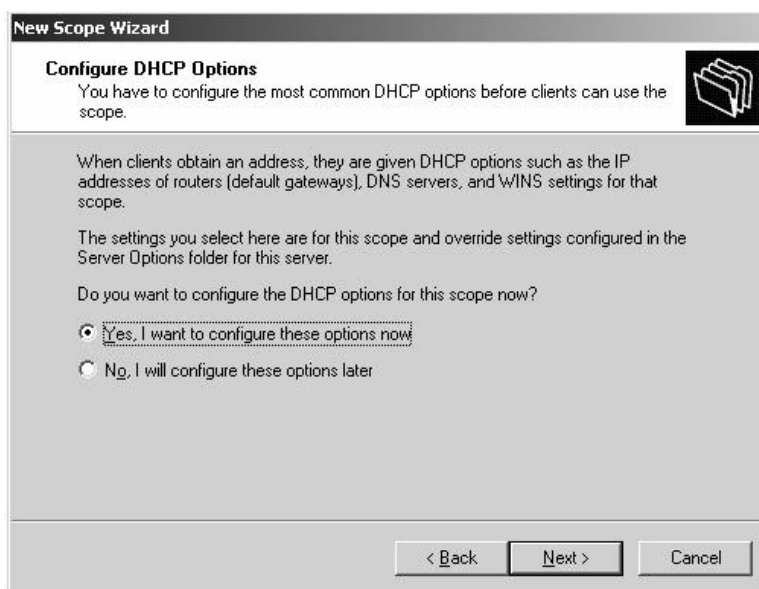 New Scope Wizard
Configure DHCP Options
You have to configure the most common DHCP options before clients can use the
scope.
When clients obtain an address, they are given DHCP options such as the IP
addresses of routers (default gateways), DNS servers, and WINS settings for that
scope.
The settings you select here are for this scope and override settings configured in the
Server Options folder for this server.
Do you want to configure the DHCP options for this scope now?
Yes, I want to configure these options now
No, I will configure these options later
< Back
Next >
Cancel